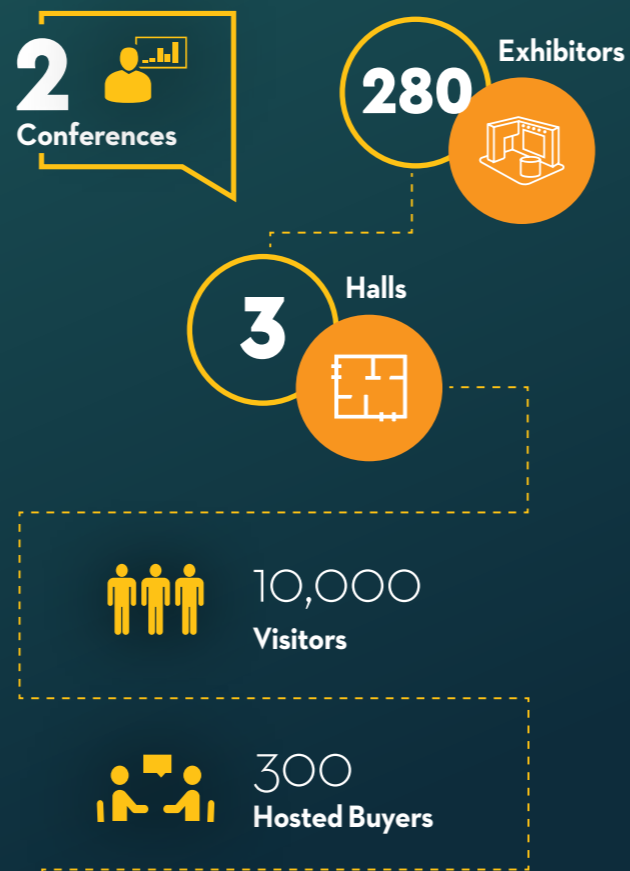 2
Conferences
280
Exhibitors
3
Halls
10,000
Visitors
300
Hosted Buyers